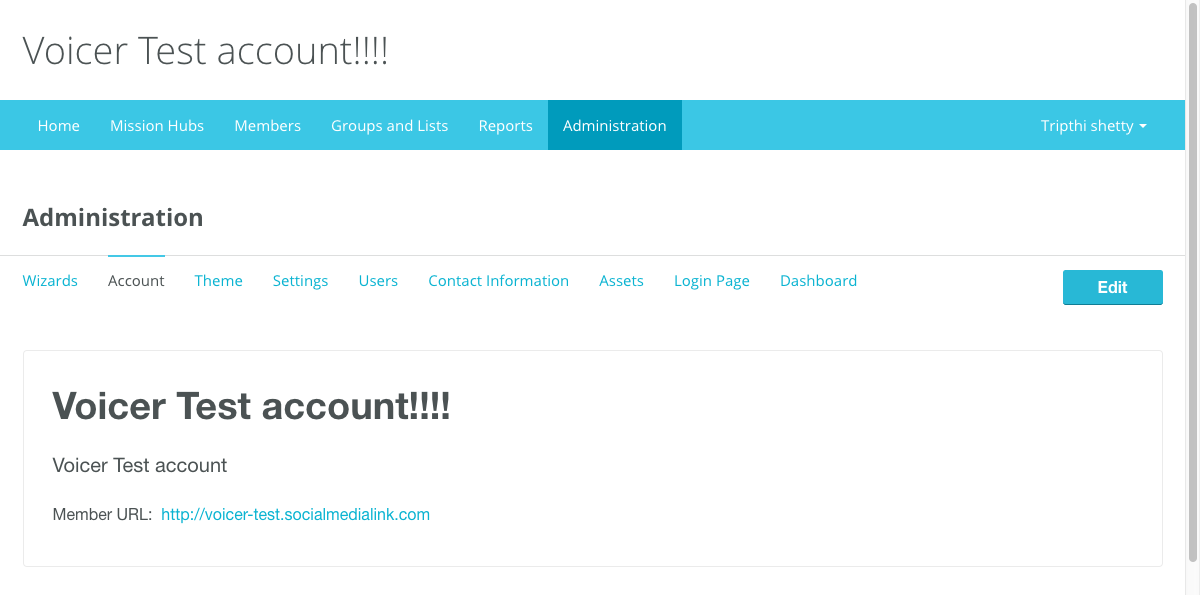 Voicer Test account!!!!
Home Mission Hubs Members Groups and Lists Reports Administration Tripthi shetty
Administration
Wizards Account Theme Settings Users Contact Information Assets Login Page Dashboard Edit
Voicer Test account!!!!
Voicer Test account
Member URL: http://voicer-test.socialmedialink.com